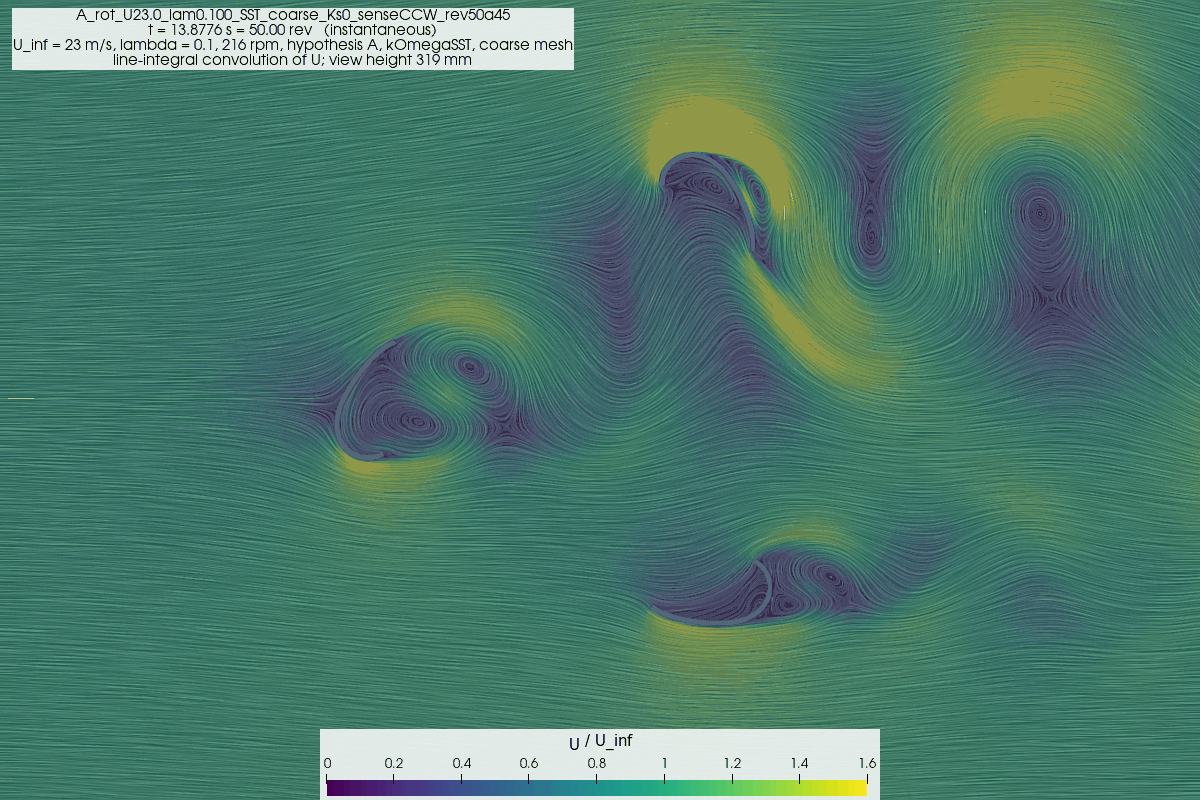 A_rot_U23.0_lam0.100_SST_coarse_Ks0_senseCCW_rev50a45
t = 13.8776 s = 50.00 rev (instantaneous)
U_inf = 23 m/s, lambda = 0.1, 216 rpm, hypothesis A, kOmegaSST, coarse mesh
line-integral convolution of U; view height 319 mm
U / U_inf
0 0.2 0.4 0.6 0.8 1 1.2 1.4 1.6